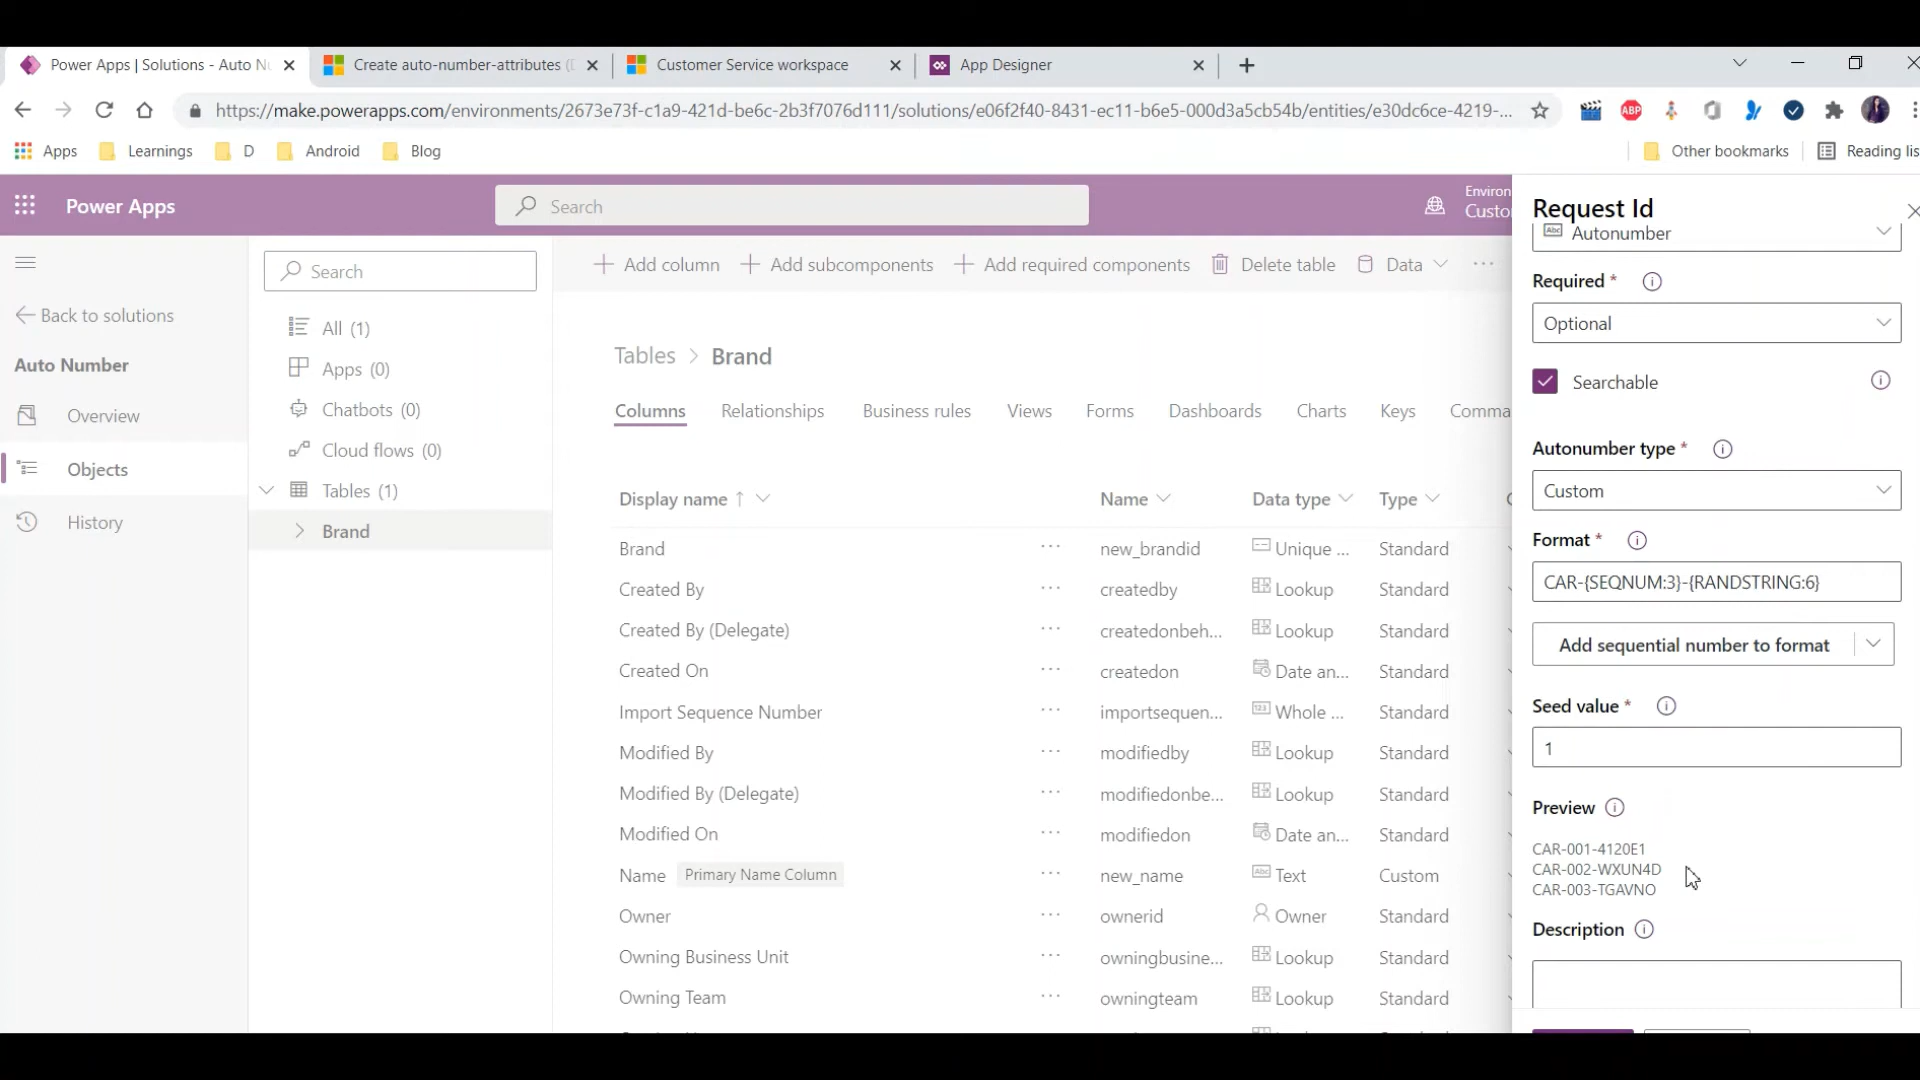 Power Apps | Solutions - Auto Nu
Create auto-number-attributes (D
Customer Service workspace
App Designer
https://make.powerapps.com/environments/2673e73f-c1a9-421d-be6c-2b3f7076d111/solutions/e06f2f40-8431-ec11-b6e5-000d3a5cb54b/entities/e30dc6ce-4219-...
ABP
Apps
Learnings
D
Android
Blog
Other bookmarks
Reading lis
Power Apps
Search
Environ
Custo
Request Id
Abc Autonumber
Search
Add column
Add subcomponents
Add required components
Delete table
Data
...
Required *
Optional
Back to solutions
All (1)
Searchable
Auto Number
Apps (0)
Tables > Brand
Overview
Chatbots (0)
Columns
Relationships
Business rules
Views
Forms
Dashboards
Charts
Keys
Comma
Objects
Cloud flows (0)
Autonumber type *
Custom
History
Tables (1)
Brand
Display name ↑
Name
Data type
Type
Format *
CAR-{SEQNUM:3}-{RANDSTRING:6}
Add sequential number to format
Seed value *
1
Preview
CAR-001-4120E1
CAR-002-WXUN4D
CAR-003-TGAVNO
Description
Brand ... new_brandid Unique ... Standard
Created By ... createdby Lookup Standard
Created By (Delegate) ... createdonbeh... Lookup Standard
Created On ... createdon Date an... Standard
Import Sequence Number ... importsequen... 123 Whole ... Standard
Modified By ... modifiedby Lookup Standard
Modified By (Delegate) ... modifiedonbe... Lookup Standard
Modified On ... modifiedon Date an... Standard
Name Primary Name Column ... new_name Abc Text Custom
Owner ... ownerid Owner Standard
Owning Business Unit ... owningbusine... Lookup Standard
Owning Team ... owningteam Lookup Standard